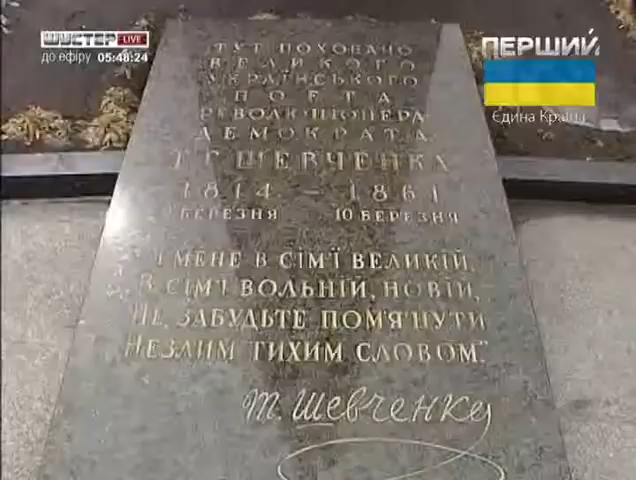 ШУСТЕР LIVE
до ефіру 05:48:24
ПЕРШИЙ
Єдина Країна
ТУТ ПОХОВАНО
ВЕЛИКОГО
УКРАЇНСЬКОГО
ПОЕТА
РЕВОЛЮЦІОНЕРА
ДЕМОКРАТА
Т.Г. ШЕВЧЕНКА
1814 — 1861
9 БЕРЕЗНЯ 10 БЕРЕЗНЯ
"І МЕНЕ В СІМ'Ї ВЕЛИКІЙ,
В СІМ'Ї ВОЛЬНІЙ, НОВІЙ,
НЕ ЗАБУДЬТЕ ПОМ'ЯНУТИ
НЕЗЛИМ ТИХИМ СЛОВОМ."
Т. Шевченко